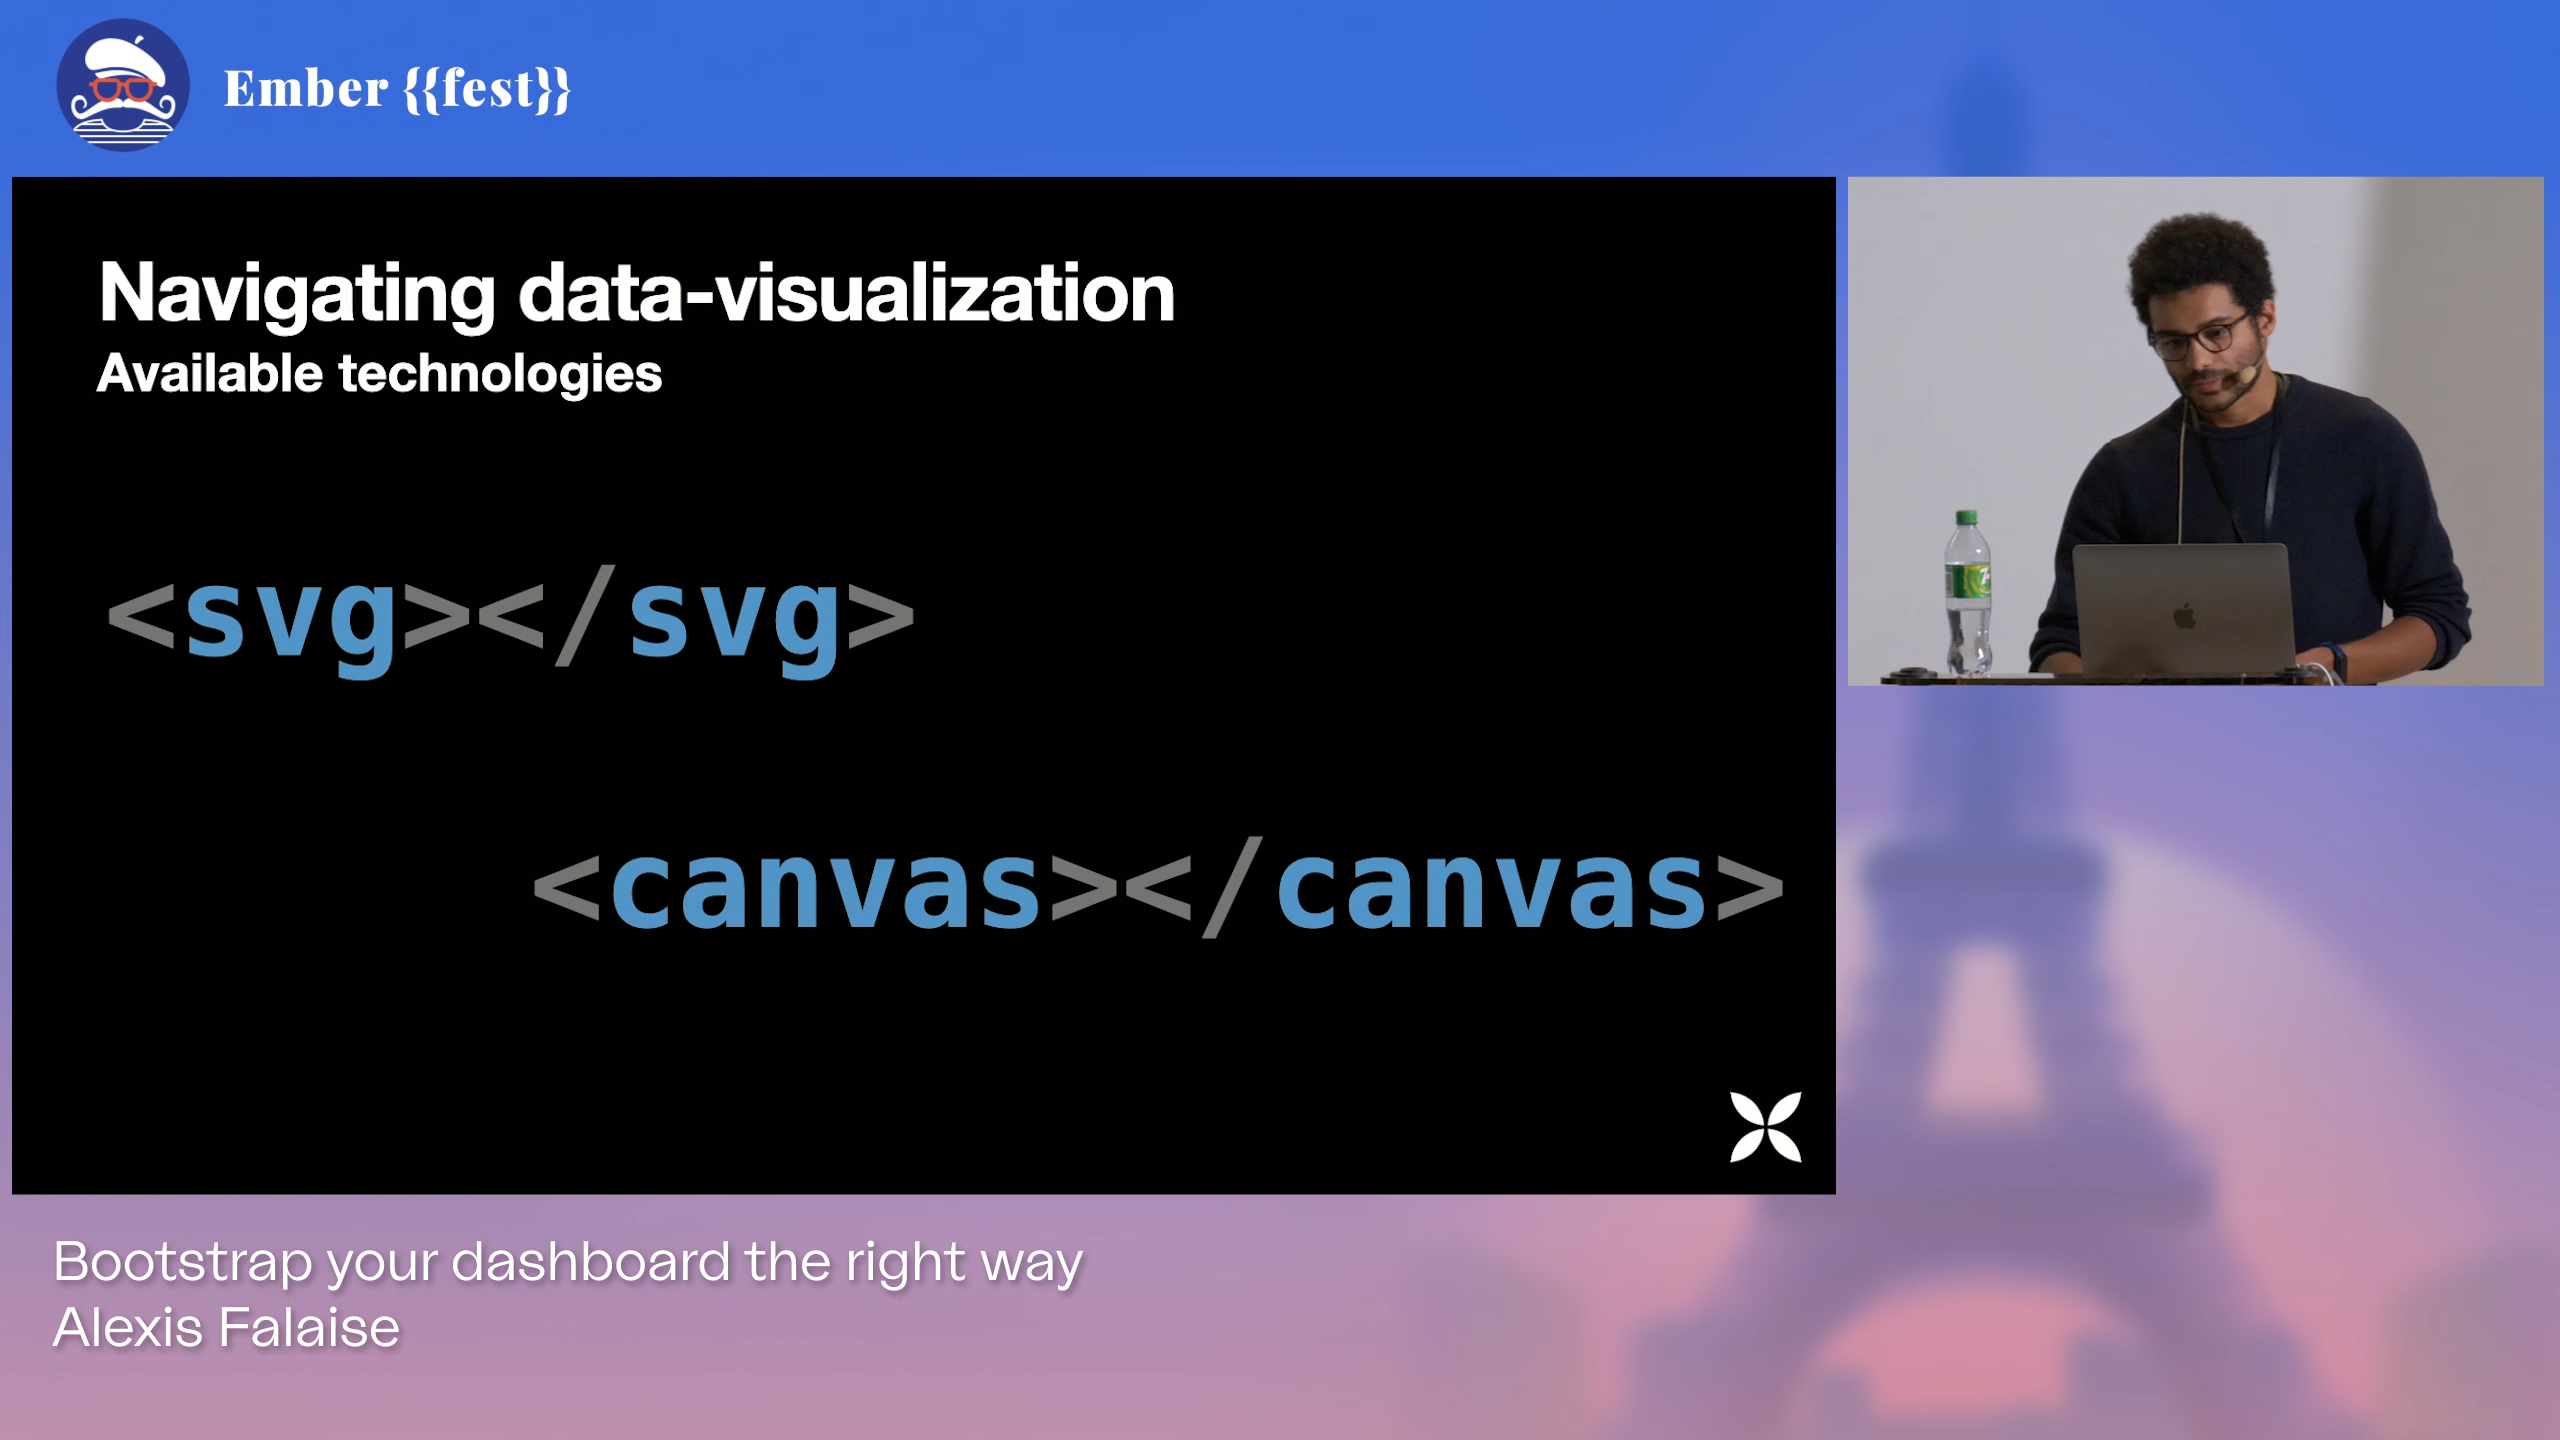 Ember {{fest}}
Navigating data-visualization
Available technologies
<svg></svg>
<canvas></canvas>
Bootstrap your dashboard the right way
Alexis Falaise